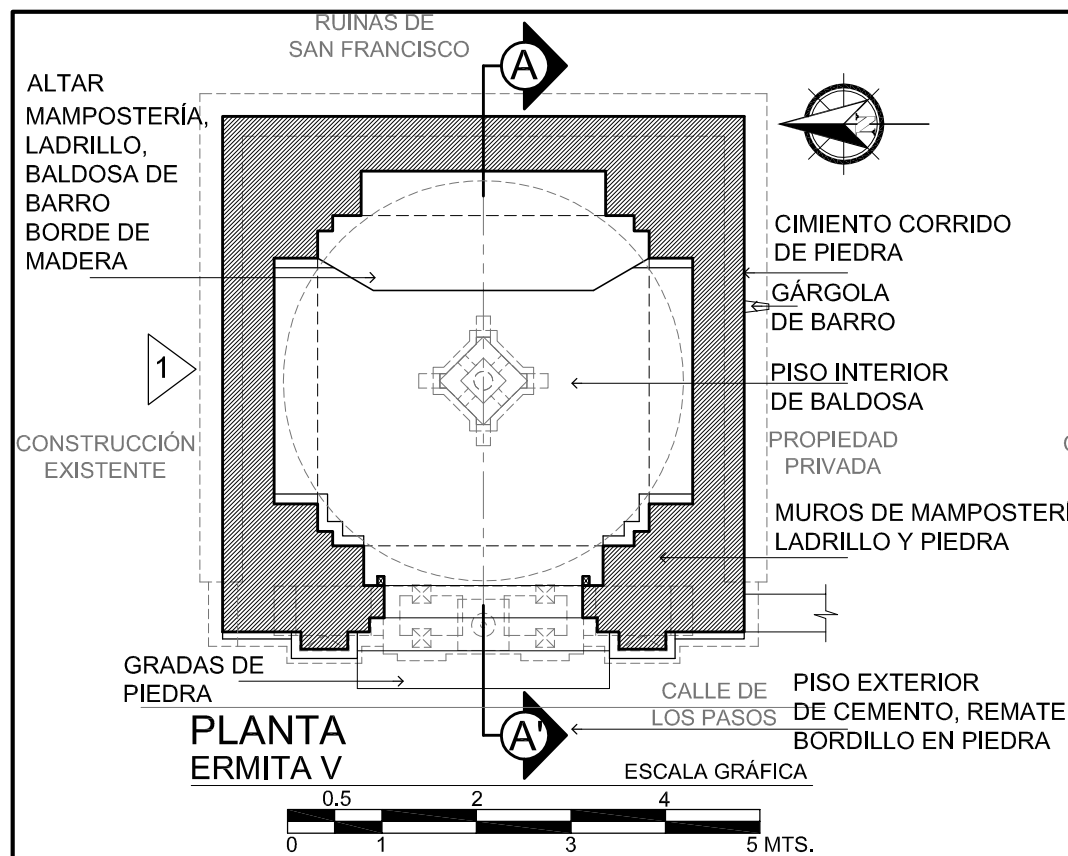 RUINAS DE
SAN FRANCISCO
A
ALTAR
MAMPOSTERÍA,
LADRILLO,
BALDOSA DE
BARRO
BORDE DE
MADERA
N
CIMIENTO CORRIDO
DE PIEDRA
GÁRGOLA
DE BARRO
1
PISO INTERIOR
DE BALDOSA
CONSTRUCCIÓN
EXISTENTE
PROPIEDAD
PRIVADA
MUROS DE MAMPOSTERÍ
LADRILLO Y PIEDRA
GRADAS DE
PIEDRA
CALLE DE
LOS PASOS
PISO EXTERIOR
DE CEMENTO, REMATE
BORDILLO EN PIEDRA
A'
PLANTA
ERMITA V
ESCALA GRÁFICA
0.5 2 4
0 1 3 5 MTS.